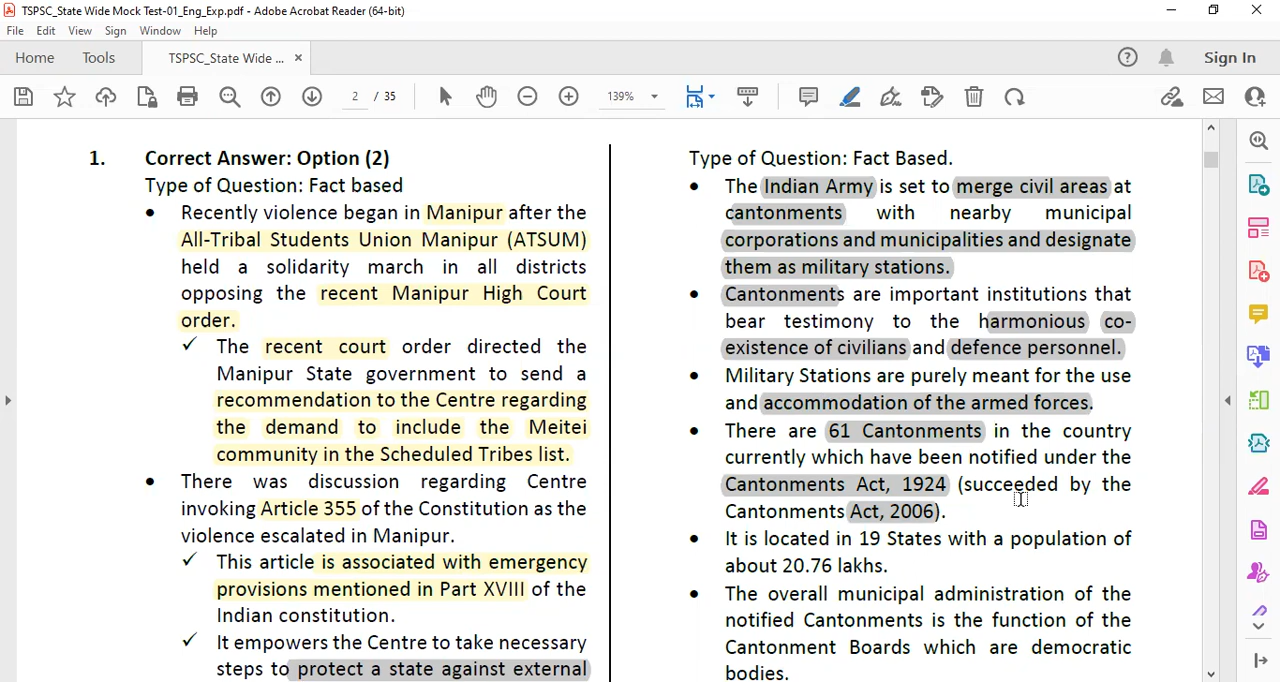 TSPSC_State Wide Mock Test-01_Eng_Exp.pdf - Adobe Acrobat Reader (64-bit)
File Edit View Sign Window Help
Home Tools TSPSC_State Wide ... × Sign In
2 / 35 139%
1. Correct Answer: Option (2)
Type of Question: Fact based
• Recently violence began in Manipur after the
All-Tribal Students Union Manipur (ATSUM)
held a solidarity march in all districts
opposing the recent Manipur High Court
order.
✓ The recent court order directed the
Manipur State government to send a
recommendation to the Centre regarding
the demand to include the Meitei
community in the Scheduled Tribes list.
• There was discussion regarding Centre
invoking Article 355 of the Constitution as the
violence escalated in Manipur.
✓ This article is associated with emergency
provisions mentioned in Part XVIII of the
Indian constitution.
✓ It empowers the Centre to take necessary
steps to protect a state against external
Type of Question: Fact Based.
• The Indian Army is set to merge civil areas at
cantonments with nearby municipal
corporations and municipalities and designate
them as military stations.
• Cantonments are important institutions that
bear testimony to the harmonious co-
existence of civilians and defence personnel.
• Military Stations are purely meant for the use
and accommodation of the armed forces.
• There are 61 Cantonments in the country
currently which have been notified under the
Cantonments Act, 1924 (succeeded by the
Cantonments Act, 2006).
• It is located in 19 States with a population of
about 20.76 lakhs.
• The overall municipal administration of the
notified Cantonments is the function of the
Cantonment Boards which are democratic
bodies.